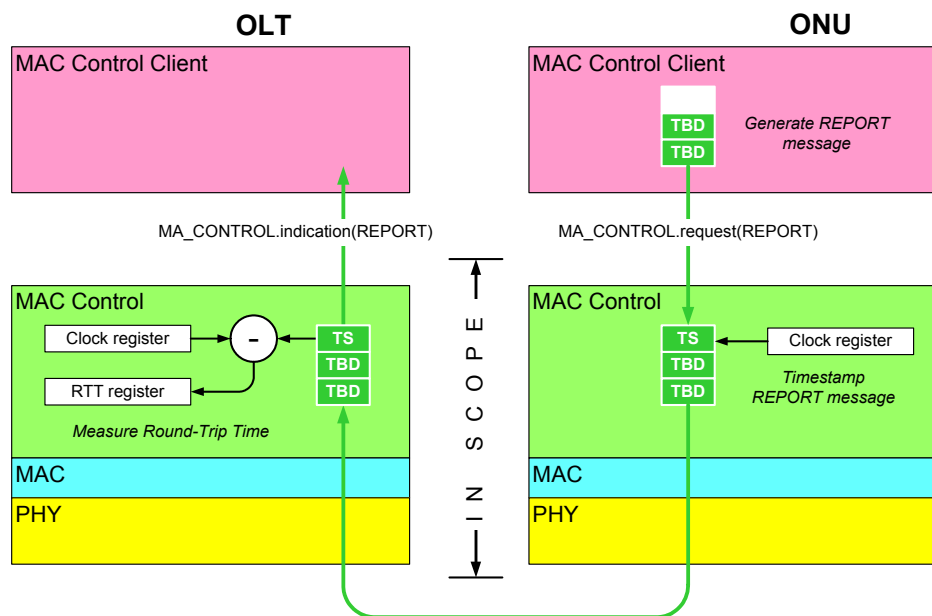 OLT
ONU
MAC Control Client
MAC Control Client
TBD
TBD
Generate REPORT
message
MA_CONTROL.indication(REPORT)
MA_CONTROL.request(REPORT)
IN SCOPE
MAC Control
Clock register
-
TS
TBD
TBD
RTT register
Measure Round-Trip Time
MAC
PHY
MAC Control
TS
TBD
TBD
Clock register
Timestamp
REPORT message
MAC
PHY